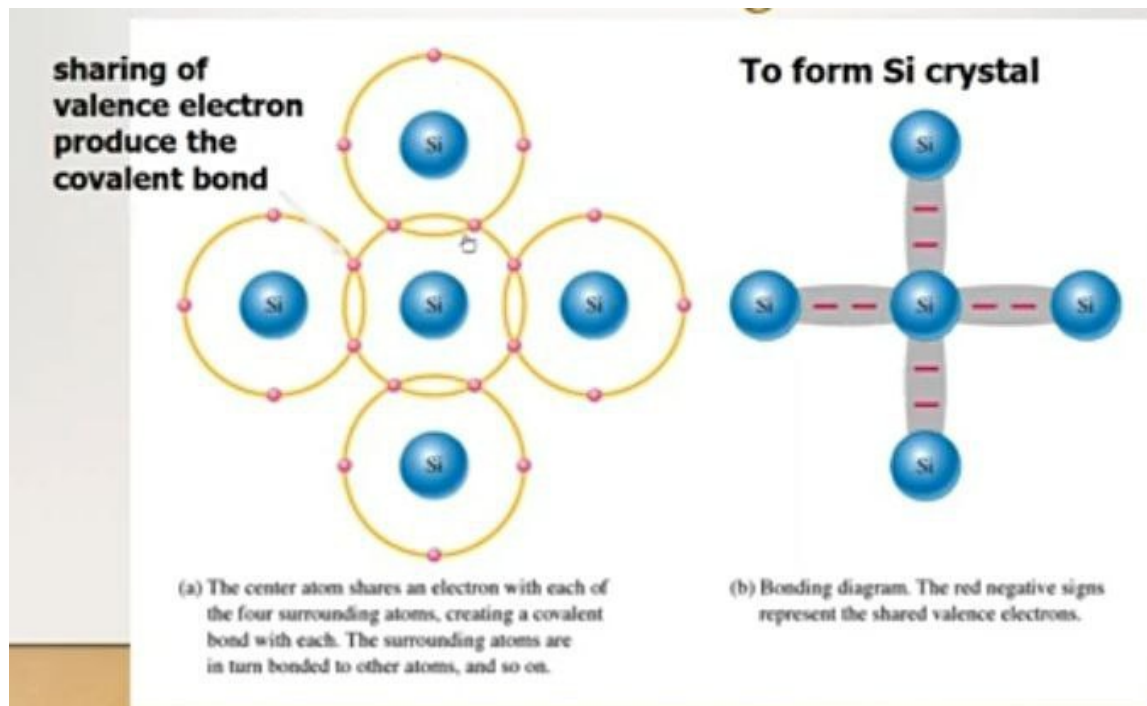 sharing of
valence electron
produce the
covalent bond
To form Si crystal
Si
Si
Si
Si
Si
Si
Si
Si
Si
Si
(a) The center atom shares an electron with each of
the four surrounding atoms, creating a covalent
bond with each. The surrounding atoms are
in turn bonded to other atoms, and so on.
(b) Bonding diagram. The red negative signs
represent the shared valence electrons.